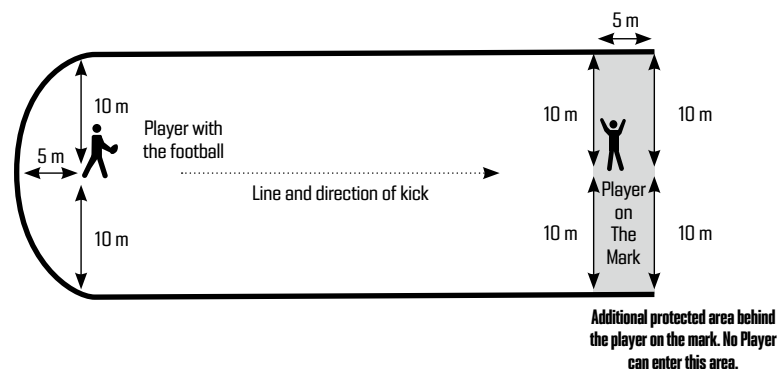 5 m
10 m
Player with
the football
5 m
Line and direction of kick
10 m
10 m
10 m
Player
on
The
Mark
10 m
10 m
Additional protected area behind
the player on the mark. No Player
can enter this area.